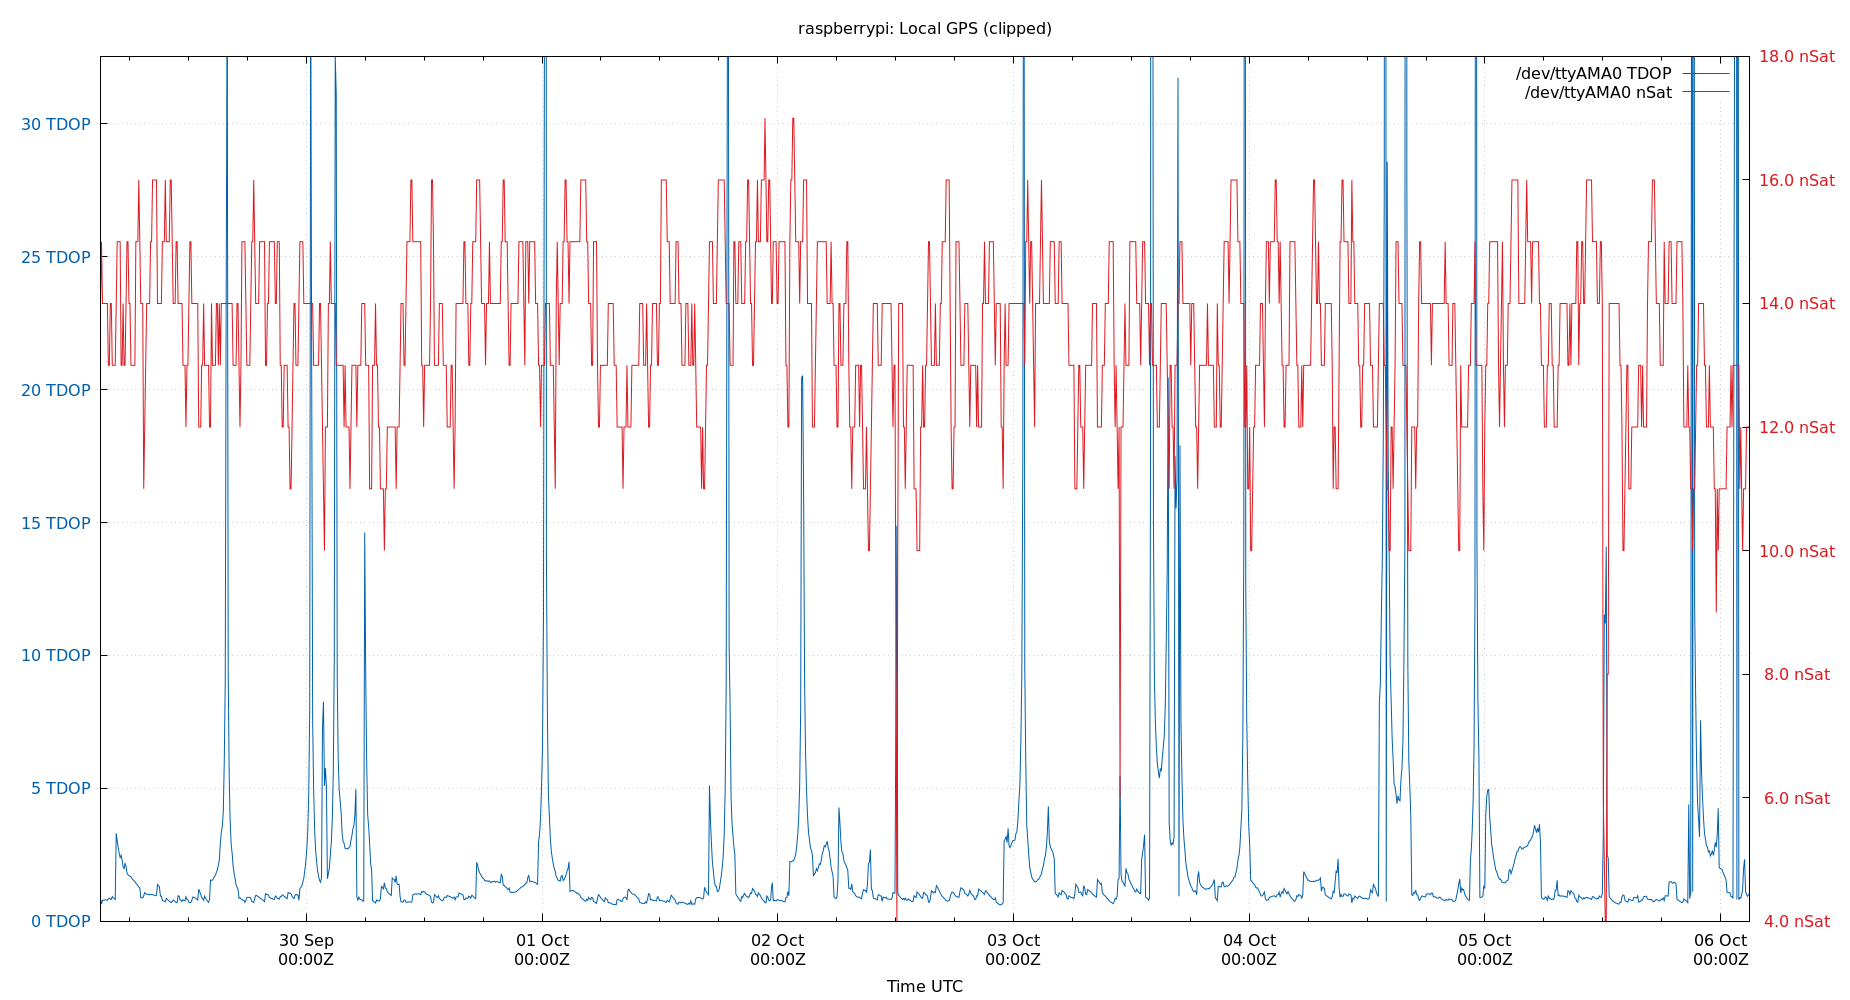 raspberrypi: Local GPS (clipped)
/dev/ttyAMA0 TDOP
/dev/ttyAMA0 nSat
30 TDOP
25 TDOP
20 TDOP
15 TDOP
10 TDOP
5 TDOP
0 TDOP
18.0 nSat
16.0 nSat
14.0 nSat
12.0 nSat
10.0 nSat
8.0 nSat
6.0 nSat
4.0 nSat
30 Sep
00:00Z
01 Oct
00:00Z
02 Oct
00:00Z
03 Oct
00:00Z
04 Oct
00:00Z
05 Oct
00:00Z
06 Oct
00:00Z
Time UTC